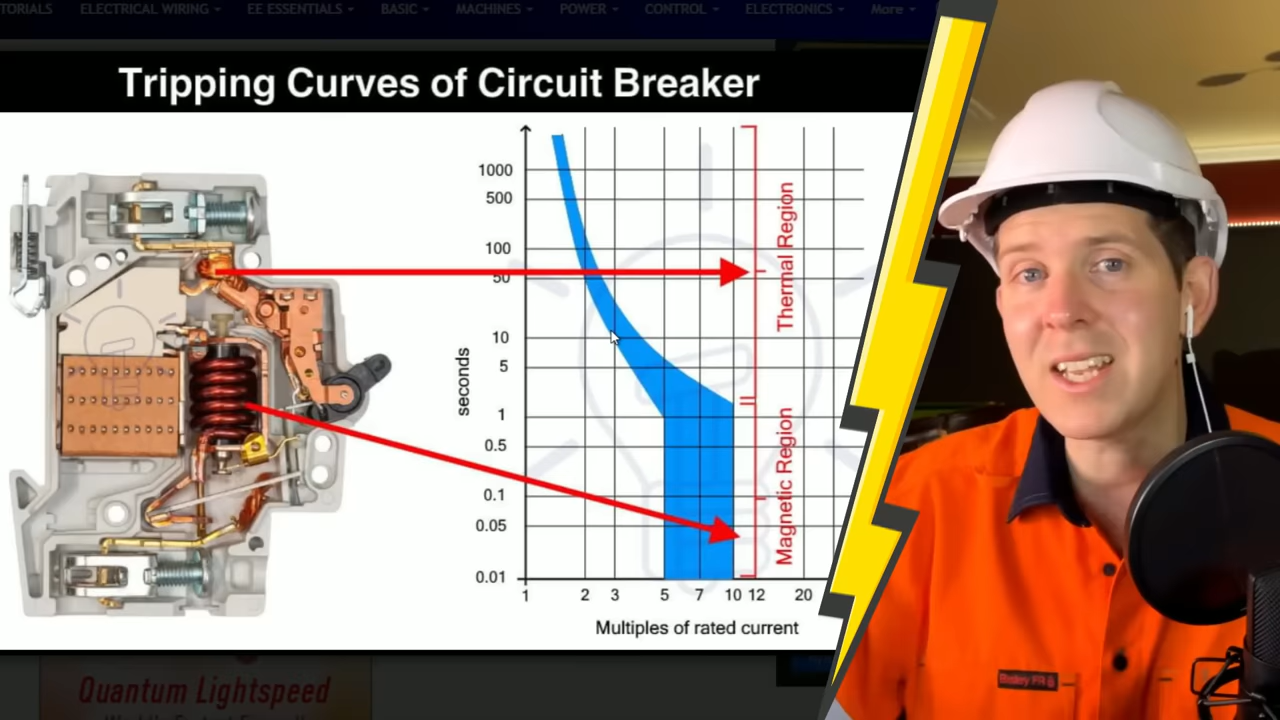 TORIALS ELECTRICAL WIRING EE ESSENTIALS BASIC MACHINES POWER CONTROL ELECTRONICS More
Tripping Curves of Circuit Breaker
1000
500
100
50
10
5
1
0.5
0.1
0.05
0.01
seconds
Thermal Region
Magnetic Region
1 2 3 5 7 10 12 20
Multiples of rated current
Quantum Lightspeed
Bisley FR